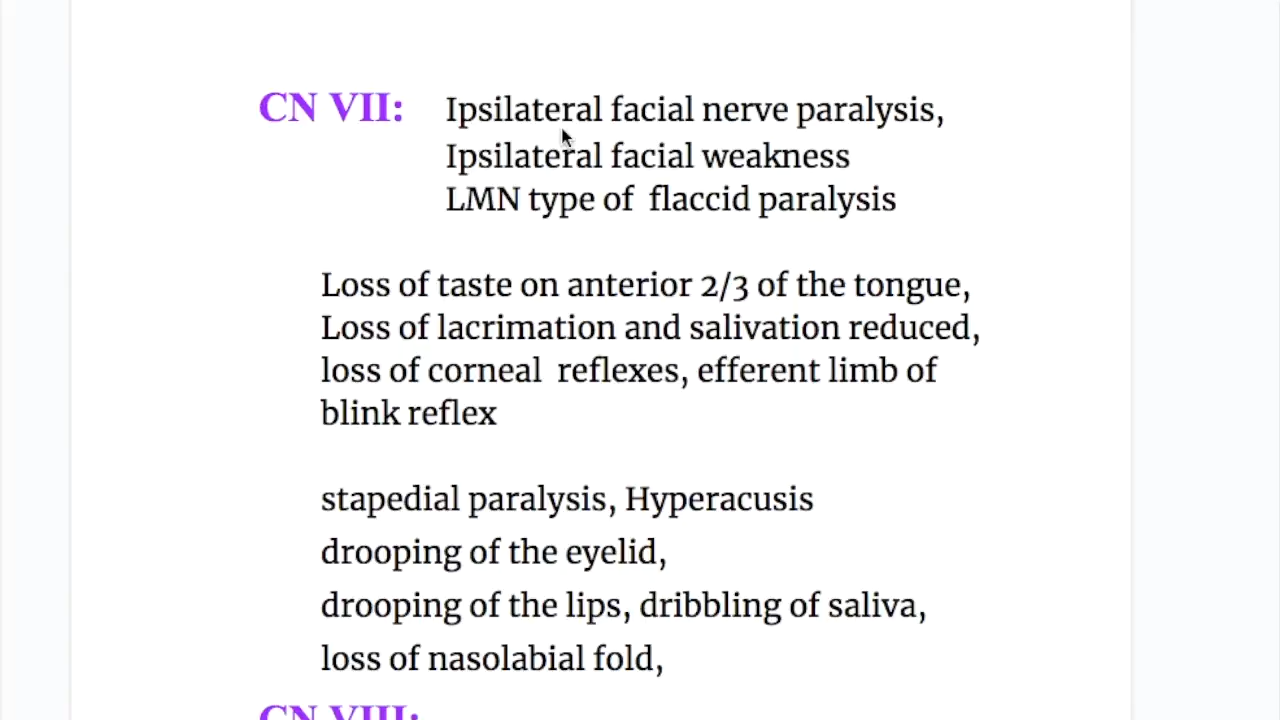 CN VII: Ipsilateral facial nerve paralysis,
Ipsilateral facial weakness
LMN type of flaccid paralysis
Loss of taste on anterior 2/3 of the tongue,
Loss of lacrimation and salivation reduced,
loss of corneal reflexes, efferent limb of
blink reflex
stapedial paralysis, Hyperacusis
drooping of the eyelid,
drooping of the lips, dribbling of saliva,
loss of nasolabial fold,
CN VIII: